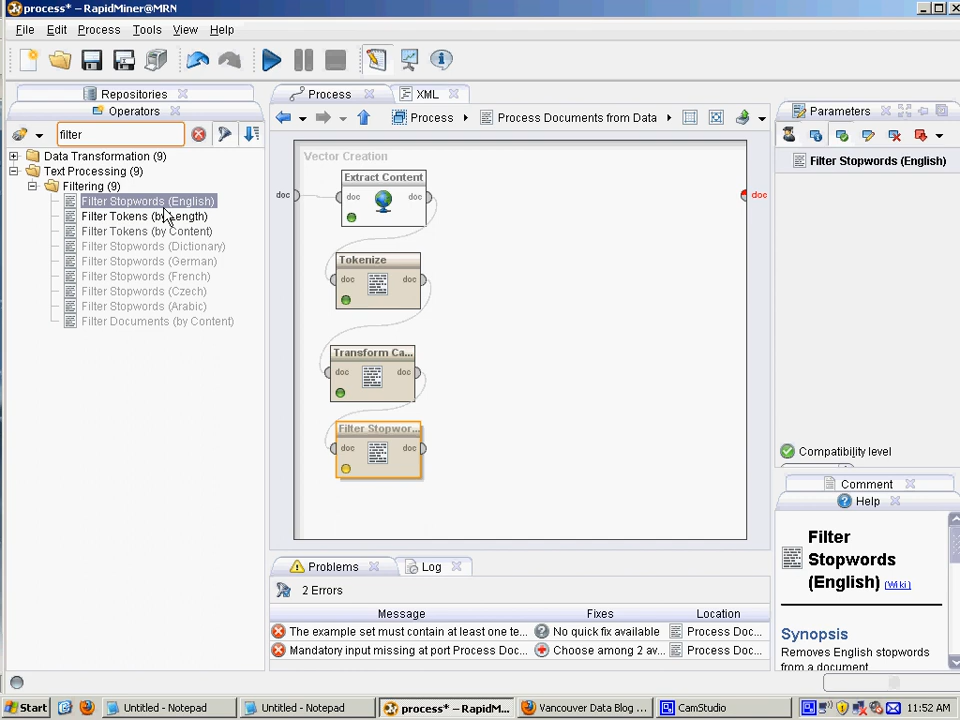 process* – RapidMiner@MRN
File Edit Process Tools View Help
Repositories
Operators
filter
Data Transformation (9)
Text Processing (9)
Filtering (9)
Filter Stopwords (English)
Filter Tokens (by Length)
Filter Tokens (by Content)
Filter Stopwords (Dictionary)
Filter Stopwords (German)
Filter Stopwords (French)
Filter Stopwords (Czech)
Filter Stopwords (Arabic)
Filter Documents (by Content)
Process XML
Process Process Documents from Data
Vector Creation
doc
Extract Content
doc doc
Tokenize
doc doc
Transform Ca...
doc doc
Filter Stopwor...
doc doc
doc
Problems Log
2 Errors
Message Fixes Location
The example set must contain at least one te... No quick fix available Process Doc...
Mandatory input missing at port Process Doc... Choose among 2 av... Process Doc...
Parameters
Filter Stopwords (English)
Compatibility level
Comment
Help
Filter
Stopwords
(English) (Wiki)
Synopsis
Removes English stopwords
from a document
Start Untitled - Notepad Untitled - Notepad process* – RapidM... Vancouver Data Blog ... CamStudio 11:52 AM